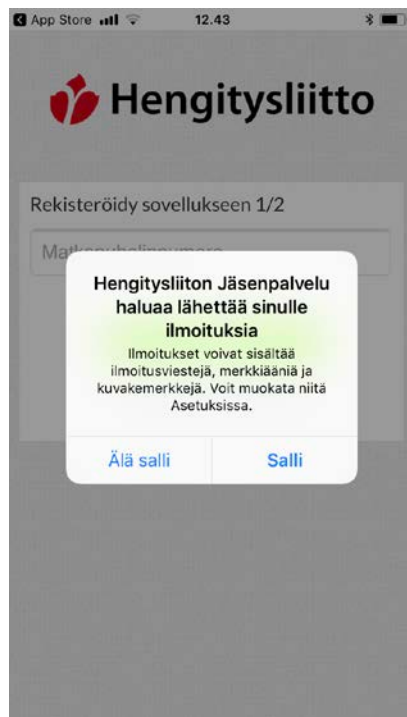 App Store 12.43
Hengitysliitto
Rekisteröidy sovellukseen 1/2
Matkapuhelinnumero
Hengitysliiton Jäsenpalvelu
haluaa lähettää sinulle
ilmoituksia
Ilmoitukset voivat sisältää
ilmoitusviestejä, merkkiääniä ja
kuvakemerkkejä. Voit muokata niitä
Asetuksissa.
Älä salli Salli